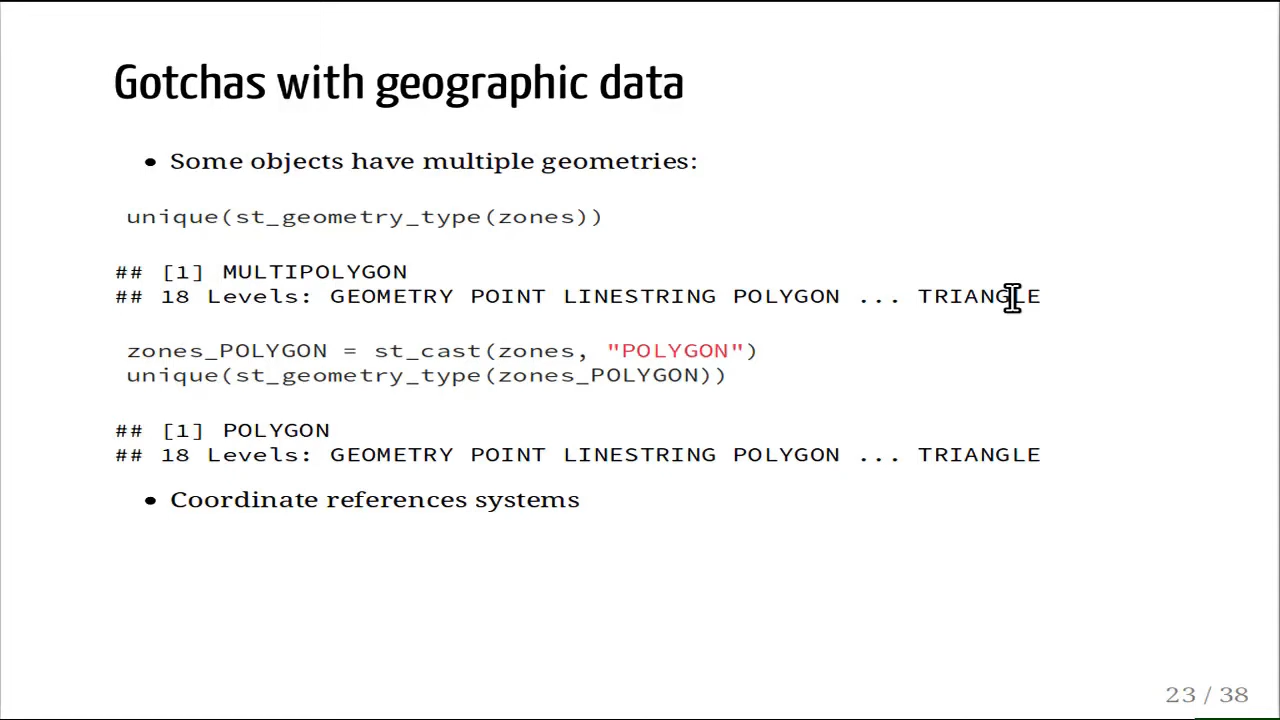 Gotchas with geographic data
• Some objects have multiple geometries:
unique(st_geometry_type(zones))
## [1] MULTIPOLYGON
## 18 Levels: GEOMETRY POINT LINESTRING POLYGON ... TRIANGLE
zones_POLYGON = st_cast(zones, "POLYGON")
unique(st_geometry_type(zones_POLYGON))
## [1] POLYGON
## 18 Levels: GEOMETRY POINT LINESTRING POLYGON ... TRIANGLE
• Coordinate references systems
23 / 38